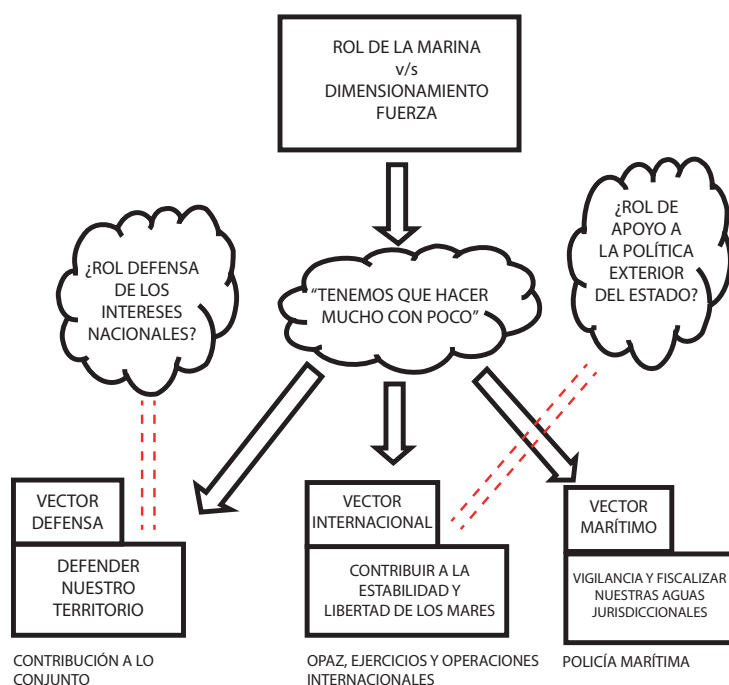 ROL DE LA MARINA
v/s
DIMENSIONAMIENTO
FUERZA
¿ROL DEFENSA
DE LOS
INTERESES
NACIONALES?
“TENEMOS QUE HACER
MUCHO CON POCO”
¿ROL DE
APOYO A
LA POLÍTICA
EXTERIOR
DEL ESTADO?
VECTOR
DEFENSA
DEFENDER
NUESTRO
TERRITORIO
CONTRIBUCIÓN A LO
CONJUNTO
VECTOR
INTERNACIONAL
CONTRIBUIR A LA
ESTABILIDAD Y
LIBERTAD DE LOS MARES
OPAZ, EJERCICIOS Y OPERACIONES
INTERNACIONALES
VECTOR
MARÍTIMO
VIGILANCIA Y FISCALIZAR
NUESTRAS AGUAS
JURISDICCIONALES
POLICÍA MARÍTIMA